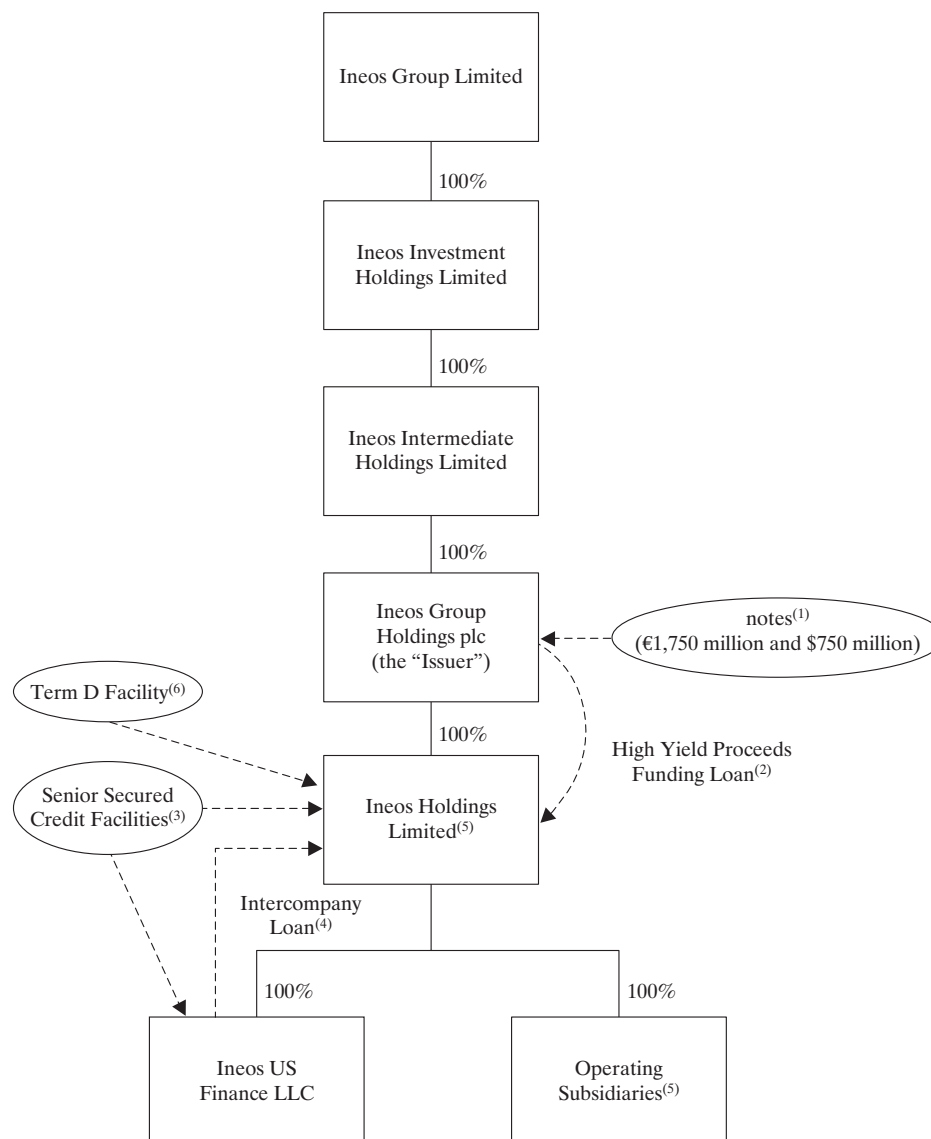 Ineos Group Limited
100%
Ineos Investment
Holdings Limited
100%
Ineos Intermediate
Holdings Limited
100%
Ineos Group
Holdings plc
(the “Issuer”)
notes(1)
(€1,750 million and $750 million)
Term D Facility(6)
100%
High Yield Proceeds
Funding Loan(2)
Senior Secured
Credit Facilities(3)
Ineos Holdings
Limited(5)
Intercompany
Loan(4)
100%
100%
Ineos US
Finance LLC
Operating
Subsidiaries(5)